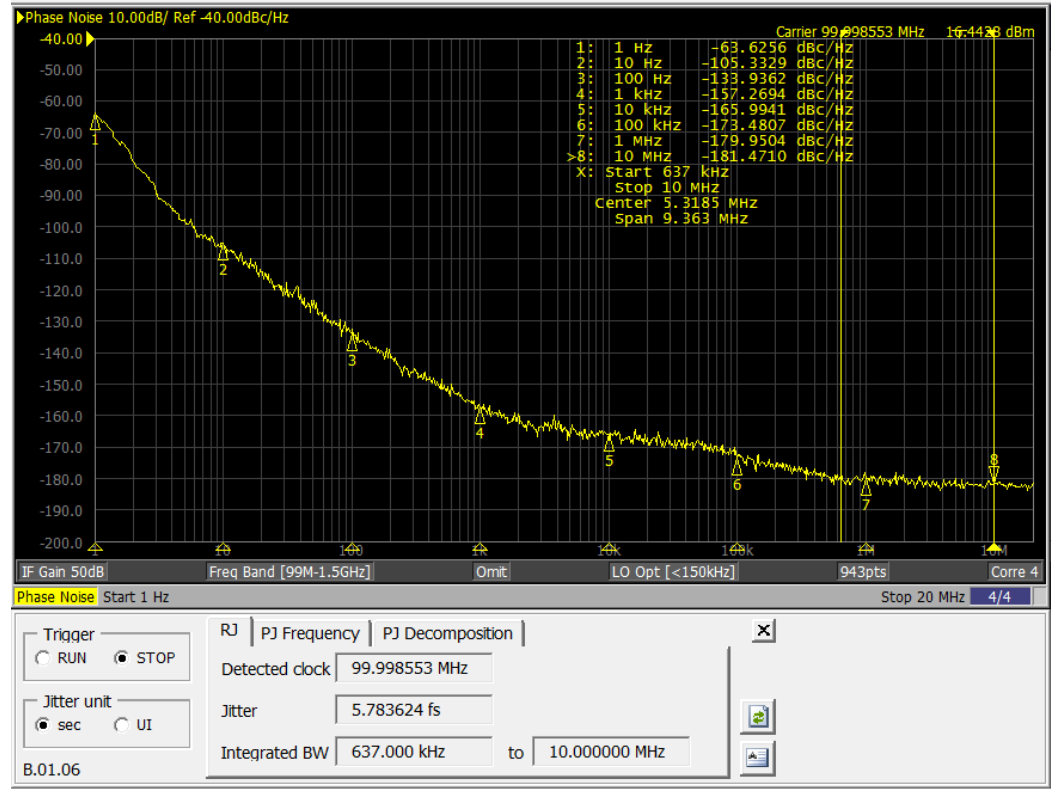 Phase Noise 10.00dB/ Ref -40.00dBc/Hz
Carrier 99.998553 MHz 16.4428 dBm
-40.00
-50.00
-60.00
-70.00
-80.00
-90.00
-100.0
-110.0
-120.0
-130.0
-140.0
-150.0
-160.0
-170.0
-180.0
-190.0
-200.0
1: 1 Hz -63.6256 dBc/Hz
2: 10 Hz -105.3329 dBc/Hz
3: 100 Hz -133.9362 dBc/Hz
4: 1 kHz -157.2694 dBc/Hz
5: 10 kHz -165.9941 dBc/Hz
6: 100 kHz -173.4807 dBc/Hz
7: 1 MHz -179.9504 dBc/Hz
>8: 10 MHz -181.4710 dBc/Hz
X: Start 637 kHz
Stop 10 MHz
Center 5.3185 MHz
Span 9.363 MHz
1
2
3
4
5
6
7
8
1 10 100 1k 10k 100k 1M 10M
IF Gain 50dB Freq Band [99M-1.5GHz] Omit LO Opt [<150kHz] 943pts Corre 4
Phase Noise Start 1 Hz Stop 20 MHz 4/4
Trigger
RUN STOP
Jitter unit
sec UI
B.01.06
RJ PJ Frequency PJ Decomposition
Detected clock 99.998553 MHz
Jitter 5.783624 fs
Integrated BW 637.000 kHz to 10.000000 MHz